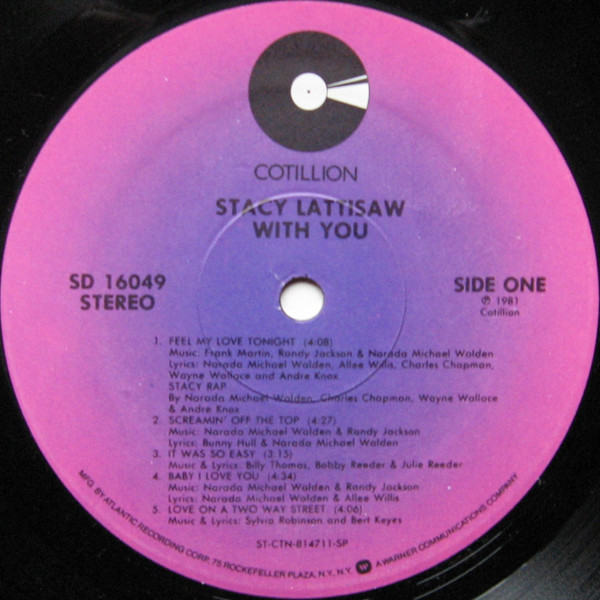 COTILLION
STACY LATTISAW
WITH YOU
SD 16049
STEREO
SIDE ONE
℗ 1981
Cotillion
1. FEEL MY LOVE TONIGHT (4:08)
Music: Frank Martin, Randy Jackson & Narada Michael Walden
Lyrics: Narada Michael Walden, Allee Willis, Charles Chapman,
Wayne Wallace and Andre Knox
STACY RAP
By Narada Michael Walden, Charles Chapman, Wayne Wallace
& Andre Knox
2. SCREAMIN' OFF THE TOP (4:27)
Music: Narada Michael Walden & Randy Jackson
Lyrics: Bunny Hull & Narada Michael Walden
3. IT WAS SO EASY (3:15)
Music & Lyrics: Billy Thomas, Bobby Reeder & Julie Reeder
4. BABY I LOVE YOU (4:34)
Music: Narada Michael Walden & Randy Jackson
Lyrics: Narada Michael Walden & Allee Willis
5. LOVE ON A TWO WAY STREET (4:06)
Music & Lyrics: Sylvia Robinson and Bert Keyes
ST-CTN-814711-SP
MFG. BY ATLANTIC RECORDING CORP. 75 ROCKEFELLER PLAZA, N.Y. N.Y. W A WARNER COMMUNICATIONS COMPANY